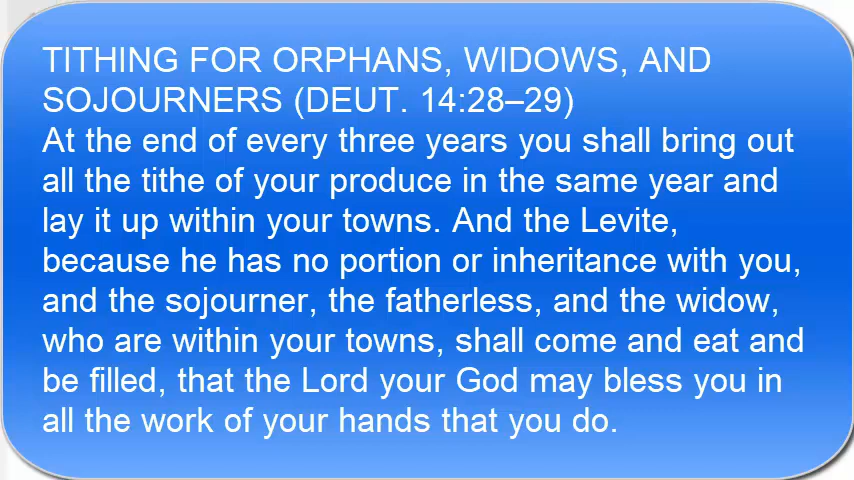 TITHING FOR ORPHANS, WIDOWS, AND
SOJOURNERS (DEUT. 14:28–29)
At the end of every three years you shall bring out
all the tithe of your produce in the same year and
lay it up within your towns. And the Levite,
because he has no portion or inheritance with you,
and the sojourner, the fatherless, and the widow,
who are within your towns, shall come and eat and
be filled, that the Lord your God may bless you in
all the work of your hands that you do.